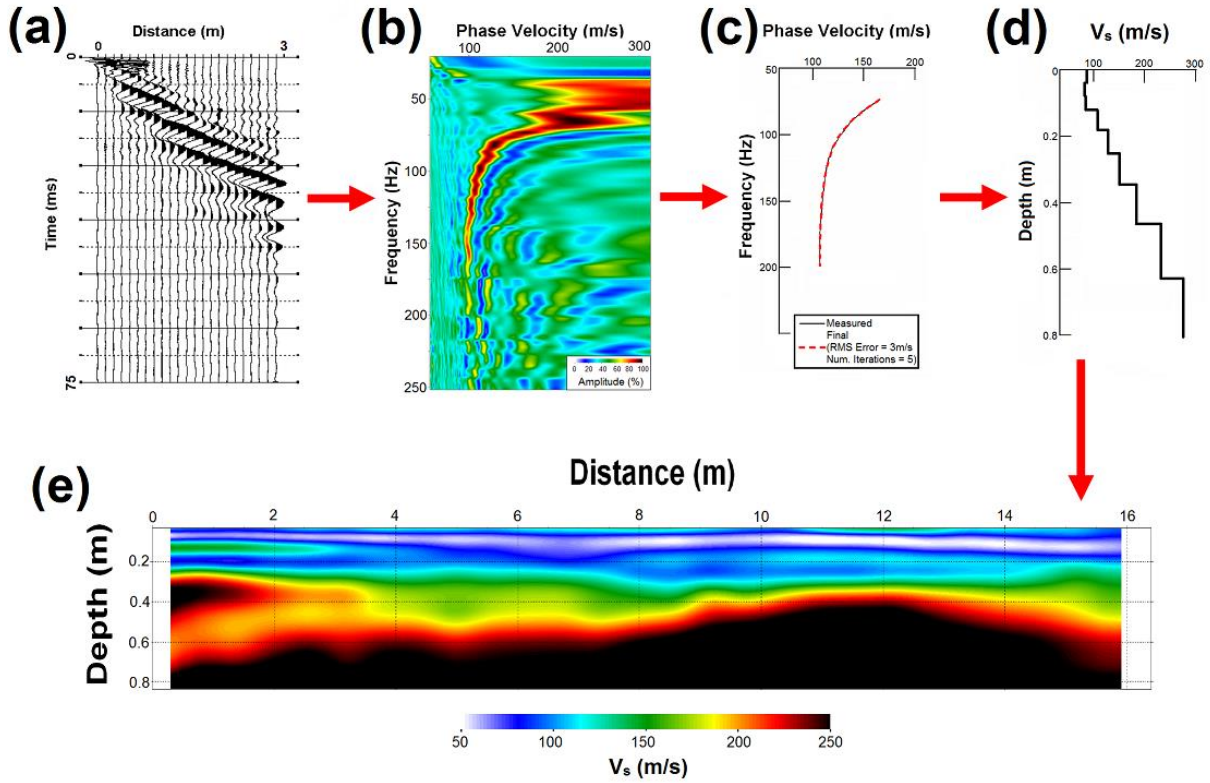 (a)
Distance (m)
0 3
0
Time (ms)
75
(b)
Phase Velocity (m/s)
100 200 300
Frequency (Hz)
50
100
150
200
250
0 20 40 60 80 100
Amplitude (%)
(c)
Phase Velocity (m/s)
0 100 200
Frequency (Hz)
50
100
150
200
Measured
Final
(RMS Error = 3m/s
Num. Iterations = 5)
(d)
Vs (m/s)
100 200 300
Depth (m)
0
0.2
0.4
0.6
0.8
(e)
Distance (m)
0 2 4 6 8 10 12 14 16
Depth (m)
0.2
0.4
0.6
0.8
50 100 150 200 250
Vs (m/s)